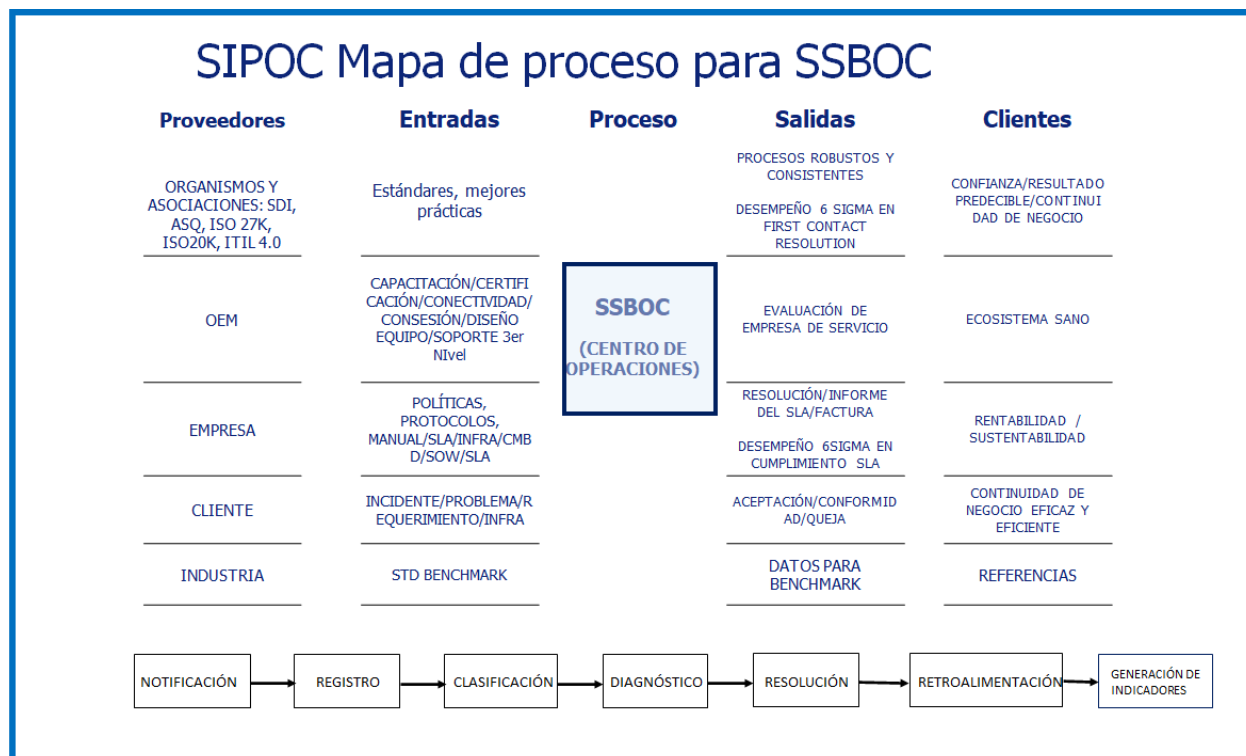 SIPOC Mapa de proceso para SSBOC
Proveedores
Entradas
Proceso
Salidas
Clientes
ORGANISMOS Y
ASOCIACIONES: SDI,
ASQ, ISO 27K,
ISO20K, ITIL 4.0
Estándares, mejores
prácticas
PROCESOS ROBUSTOS Y
CONSISTENTES
DESEMPEÑO 6 SIGMA EN
FIRST CONTACT
RESOLUTION
CONFIANZA/RESULTADO
PREDECIBLE/CONTINUI
DAD DE NEGOCIO
OEM
CAPACITACIÓN/CERTIFI
CACIÓN/CONECTIVIDAD/
CONSESIÓN/DISEÑO
EQUIPO/SOPORTE 3er
NIvel
SSBOC
(CENTRO DE
OPERACIONES)
EVALUACIÓN DE
EMPRESA DE SERVICIO
ECOSISTEMA SANO
EMPRESA
POLÍTICAS,
PROTOCOLOS,
MANUAL/SLA/INFRA/CMB
D/SOW/SLA
RESOLUCIÓN/INFORME
DEL SLA/FACTURA
DESEMPEÑO 6SIGMA EN
CUMPLIMIENTO SLA
RENTABILIDAD /
SUSTENTABILIDAD
CLIENTE
INCIDENTE/PROBLEMA/R
EQUERIMIENTO/INFRA
ACEPTACIÓN/CONFORMID
AD/QUEJA
CONTINUIDAD DE
NEGOCIO EFICAZ Y
EFICIENTE
INDUSTRIA
STD BENCHMARK
DATOS PARA
BENCHMARK
REFERENCIAS
NOTIFICACIÓN
REGISTRO
CLASIFICACIÓN
DIAGNÓSTICO
RESOLUCIÓN
RETROALIMENTACIÓN
GENERACIÓN DE
INDICADORES